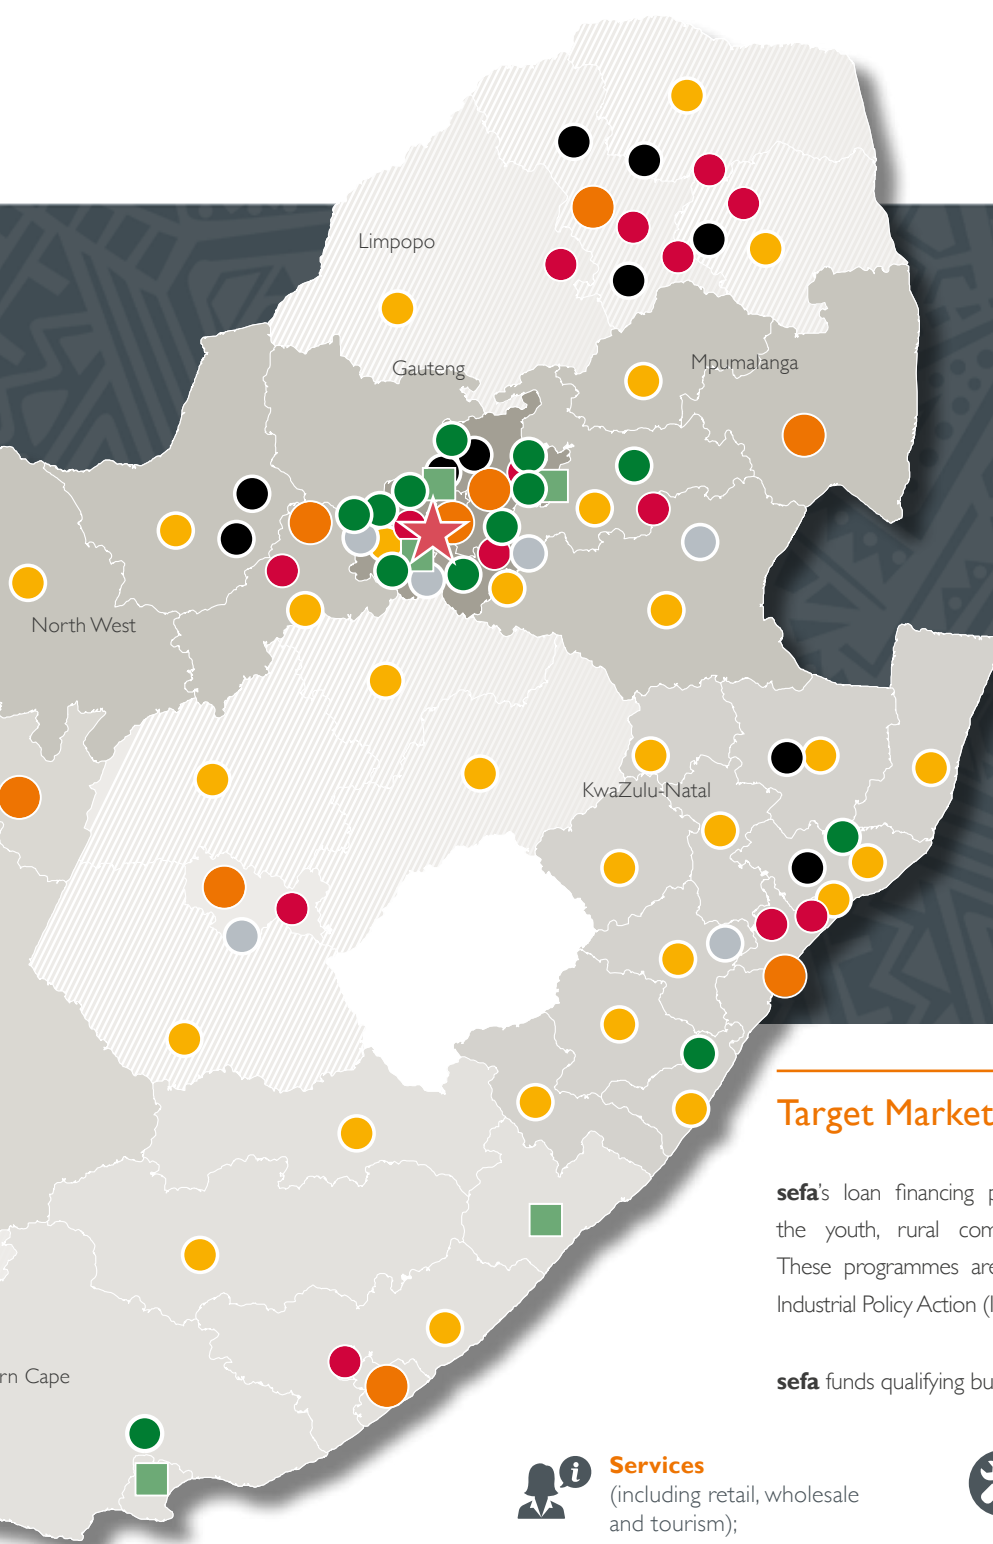 Limpopo
Gauteng
Mpumalanga
North West
KwaZulu-Natal
Target Market
sefa's loan financing p
the youth, rural com
These programmes are
Industrial Policy Action (I
sefa funds qualifying bu
rn Cape
Services
(including retail, wholesale
and tourism);